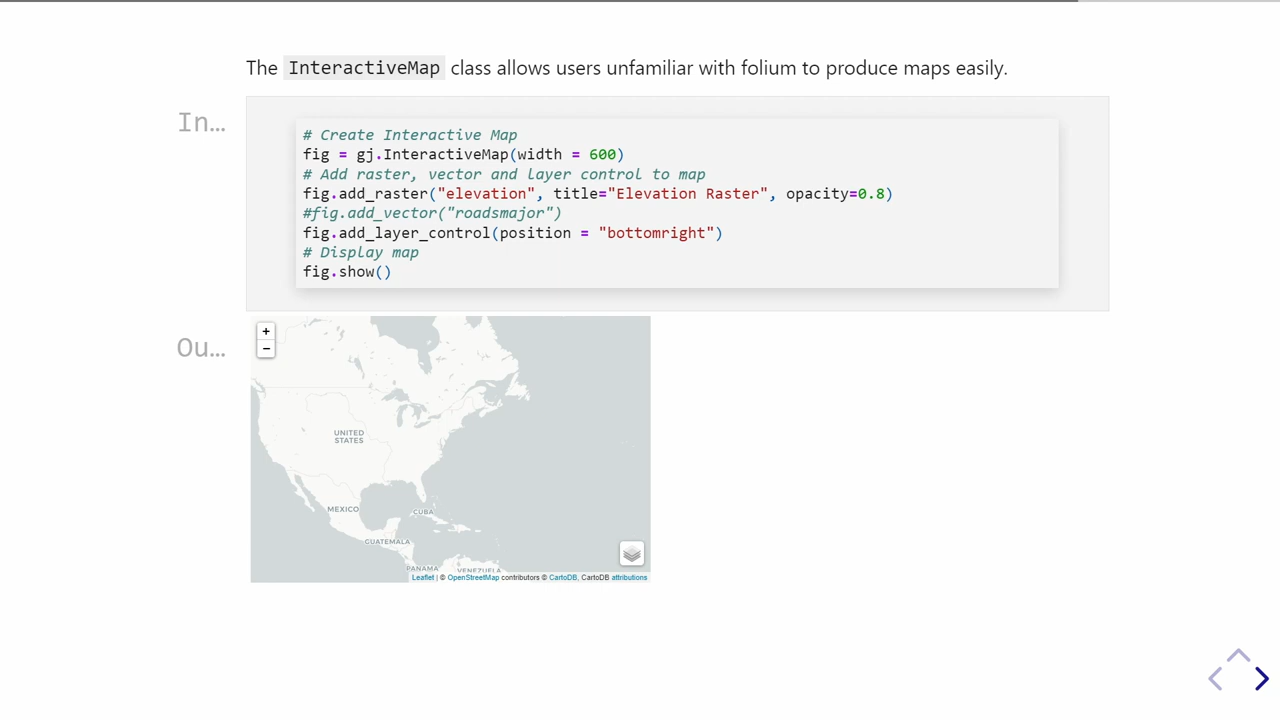 The InteractiveMap class allows users unfamiliar with folium to produce maps easily.
In…
# Create Interactive Map
fig = gj.InteractiveMap(width = 600)
# Add raster, vector and layer control to map
fig.add_raster("elevation", title="Elevation Raster", opacity=0.8)
#fig.add_vector("roadsmajor")
fig.add_layer_control(position = "bottomright")
# Display map
fig.show()
Ou…
+
−
UNITED
STATES
MEXICO
CUBA
GUATEMALA
PANAMA
VENEZUELA
Leaflet | © OpenStreetMap contributors © CartoDB, CartoDB attributions